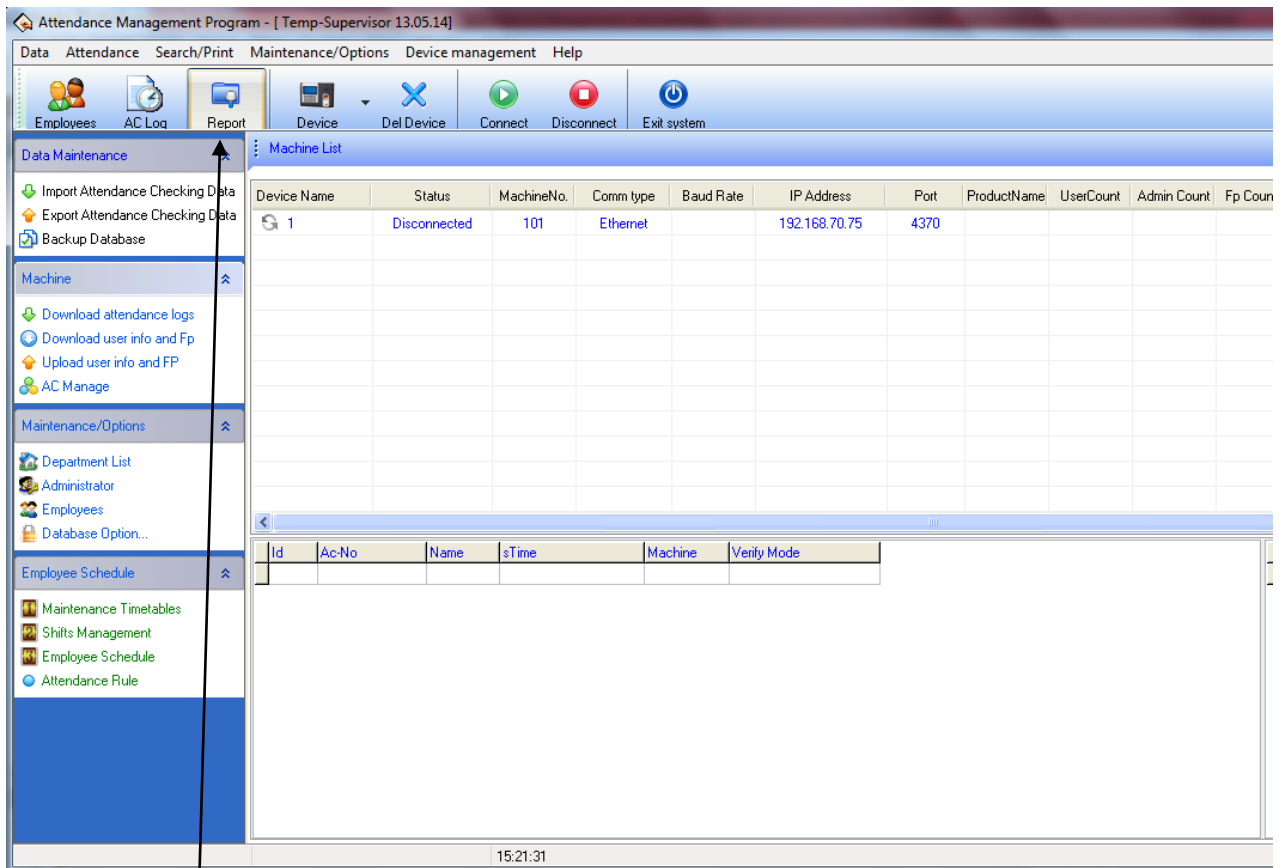 Attendance Management Program - [ Temp-Supervisor 13.05.14]
Data Attendance Search/Print Maintenance/Options Device management Help
Employees AC Log Report Device Del Device Connect Disconnect Exit system
Data Maintenance
Import Attendance Checking Data
Export Attendance Checking Data
Backup Database
Machine
Download attendance logs
Download user info and Fp
Upload user info and FP
AC Manage
Maintenance/Options
Department List
Administrator
Employees
Database Option...
Employee Schedule
1 Maintenance Timetables
2 Shifts Management
3 Employee Schedule
Attendance Rule
Machine List
Device Name Status MachineNo. Comm type Baud Rate IP Address Port ProductName UserCount Admin Count Fp Coun
1 Disconnected 101 Ethernet 192.168.70.75 4370
Id Ac-No Name sTime Machine Verify Mode
15:21:31